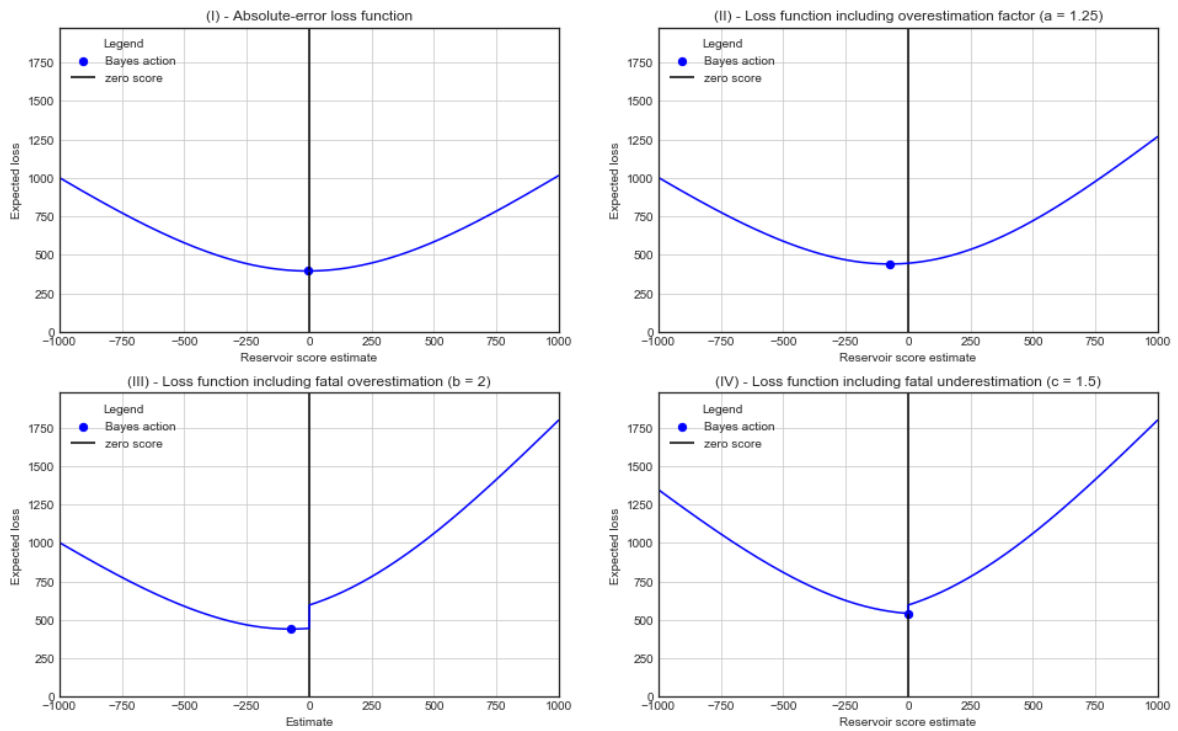 (I) - Absolute-error loss function
Expected loss
1750
1500
1250
1000
750
500
250
0
Legend
Bayes action
zero score
−1000 −750 −500 −250 0 250 500 750 1000
Reservoir score estimate
(II) - Loss function including overestimation factor (a = 1.25)
Expected loss
1750
1500
1250
1000
750
500
250
0
Legend
Bayes action
zero score
−1000 −750 −500 −250 0 250 500 750 1000
Reservoir score estimate
(III) - Loss function including fatal overestimation (b = 2)
Expected loss
1750
1500
1250
1000
750
500
250
0
Legend
Bayes action
zero score
−1000 −750 −500 −250 0 250 500 750 1000
Estimate
(IV) - Loss function including fatal underestimation (c = 1.5)
Expected loss
1750
1500
1250
1000
750
500
250
0
Legend
Bayes action
zero score
−1000 −750 −500 −250 0 250 500 750 1000
Reservoir score estimate